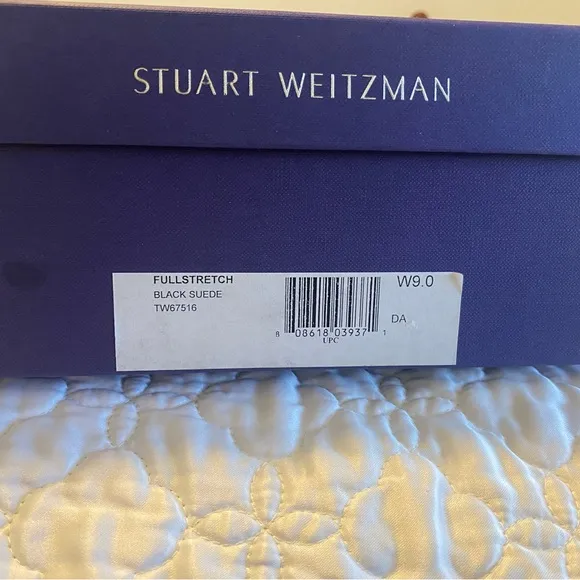 STUART WEITZMAN
FULLSTRETCH
BLACK SUEDE
TW67516
W9.0
DA
8 08618 03937 1
UPC